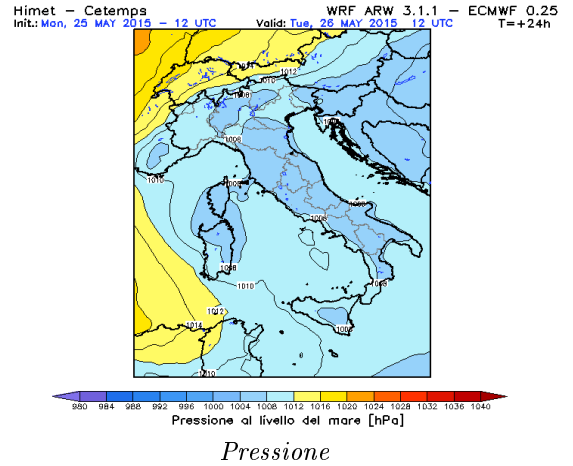 Himet – Cetemps WRF ARW 3.1.1 – ECMWF 0.25
Init.: Mon, 25 MAY 2015 – 12 UTC Valid: Tue, 26 MAY 2015 12 UTC T=+24h
1012
1010
1008
1008
1010
1008
1008
1008
1008
1010
1012
1014
1010
980 984 988 992 996 1000 1004 1008 1012 1016 1020 1024 1028 1032 1036 1040
Pressione al livello del mare [hPa]
Pressione